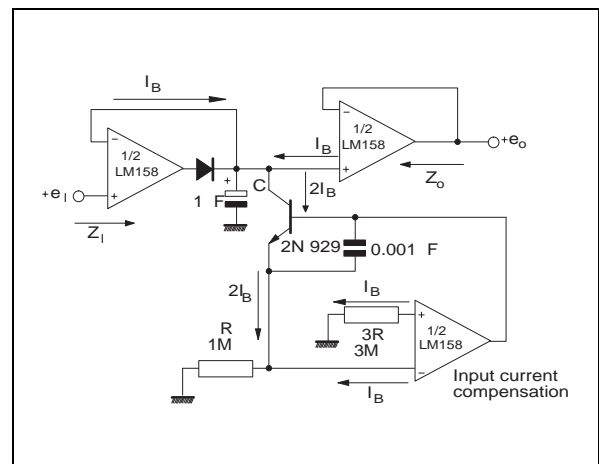 I B
1/2
LM158
+e I
Z I
1 F
C
+
I B
2I B
1/2
LM158
+e o
Z o
2N 929
0.001 F
2I B
R
1M
I B
3R
3M
1/2
LM158
I B
Input current
compensation